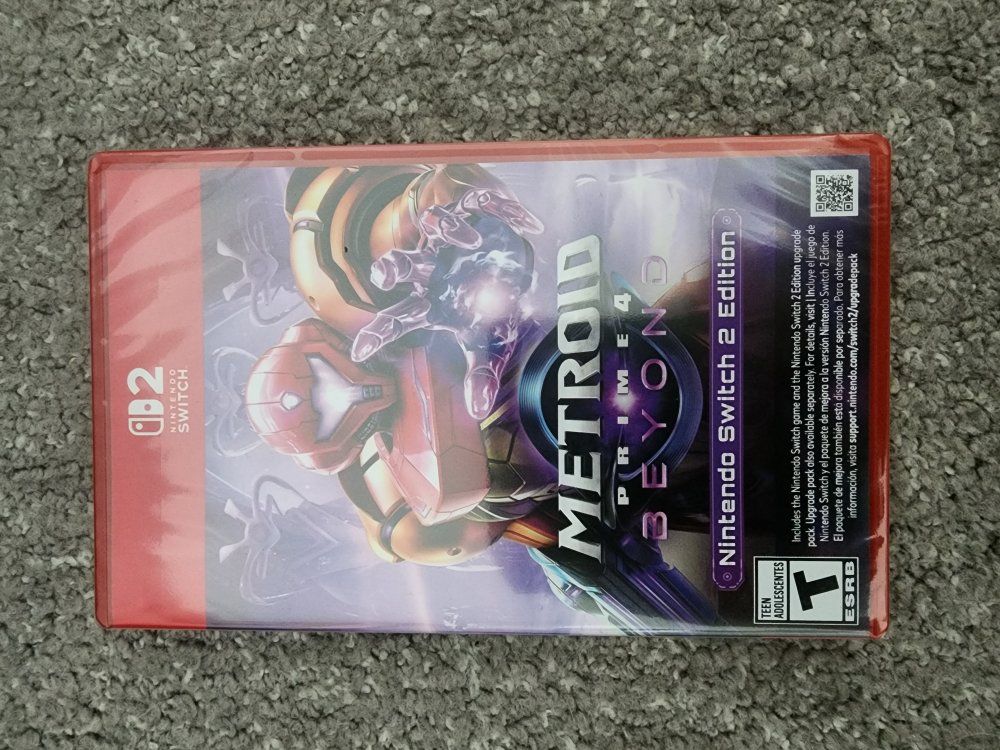 2
NINTENDO
SWITCH
METROID
PRIME 4
BEYOND
Nintendo Switch 2 Edition
TEEN
ADOLESCENTES
T
ESRB
Includes the Nintendo Switch game and the Nintendo Switch 2 Edition upgrade
pack. Upgrade pack also available separately. For details, visit | Incluye el juego de
Nintendo Switch y el paquete de mejora a la versión Nintendo Switch 2 Edition.
El paquete de mejora también está disponible por separado. Para obtener más
información, visita support.nintendo.com/switch2/upgradepack